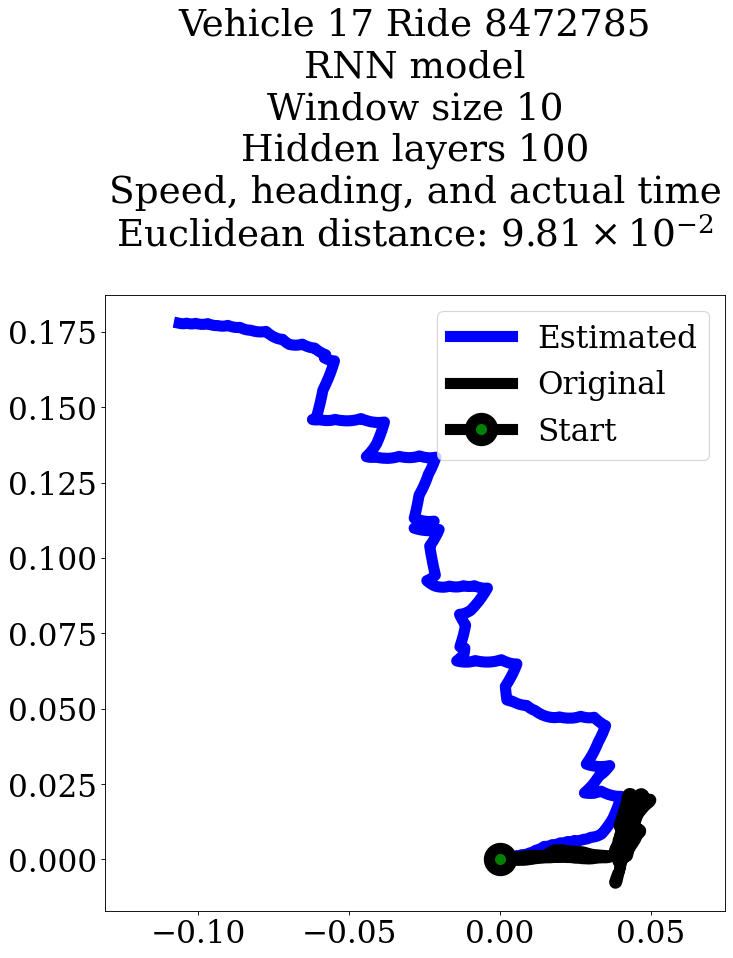 Vehicle 17 Ride 8472785
RNN model
Window size 10
Hidden layers 100
Speed, heading, and actual time
Euclidean distance: 9.81 × 10⁻²
Estimated
Original
Start
0.175
0.150
0.125
0.100
0.075
0.050
0.025
0.000
−0.10 −0.05 0.00 0.05